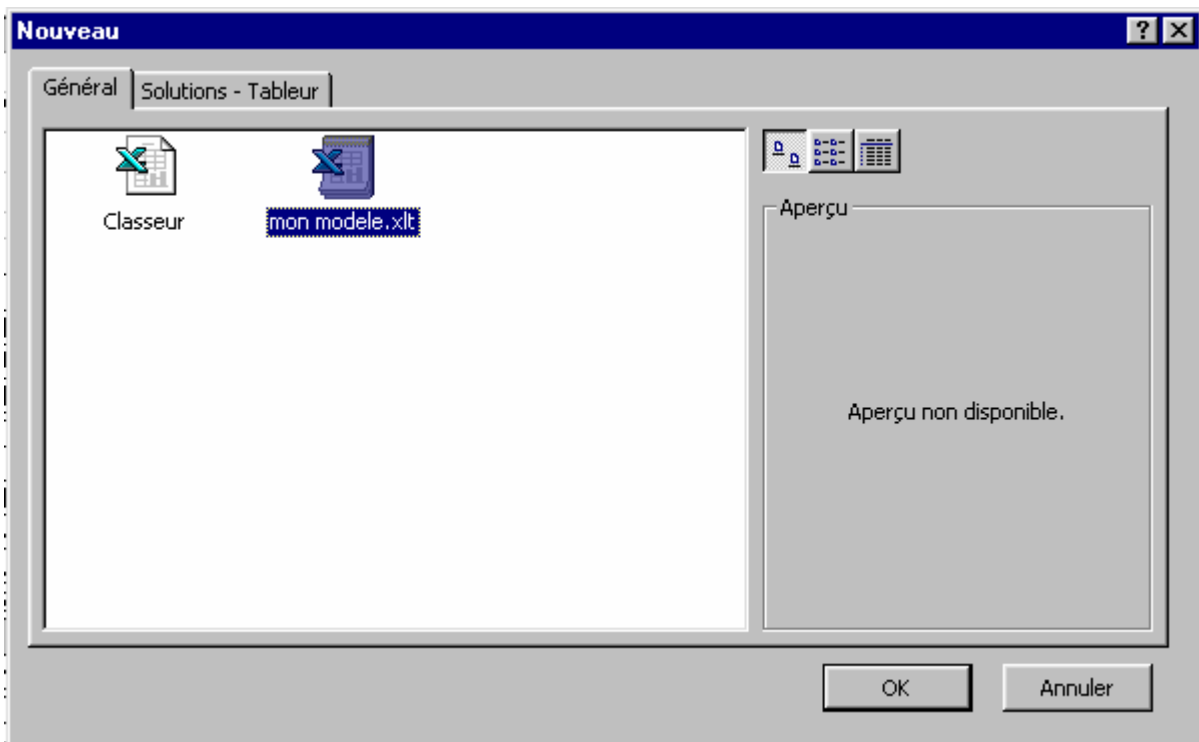 Nouveau
Général
Solutions - Tableur
Classeur
mon modele.xlt
Aperçu
Aperçu non disponible.
OK
Annuler